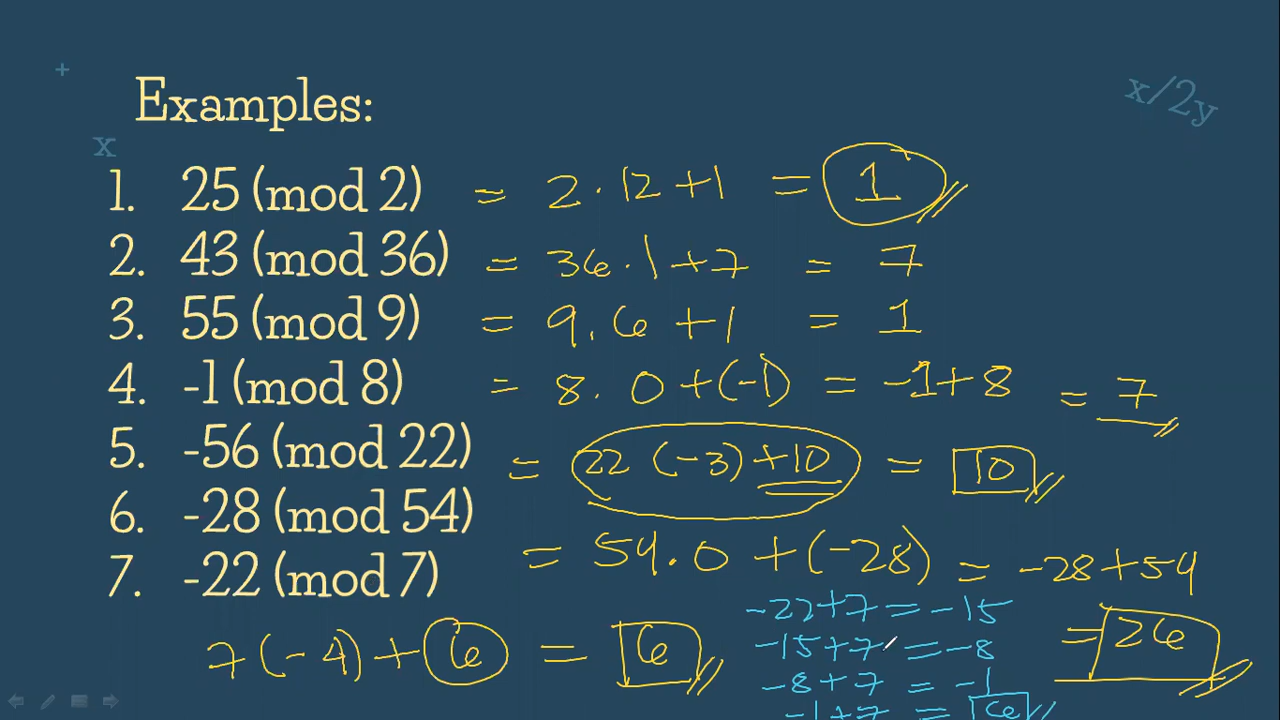 +
x/2y
Examples:
x
1. 25 (mod 2) = 2 · 12 + 1 = 1
2. 43 (mod 36) = 36 · 1 + 7 = 7
3. 55 (mod 9) = 9 . 6 + 1 = 1
4. -1 (mod 8) = 8 . 0 + (-1) = -1 + 8 = 7
5. -56 (mod 22) = 22 (-3) + 10 = 10
6. -28 (mod 54) = 54 . 0 + (-28) = -28 + 54 = 26
7. -22 (mod 7)
7 (-4) + 6 = 6
-22 + 7 = -15
-15 + 7 = -8
-8 + 7 = -1
-1 + 7 = 6